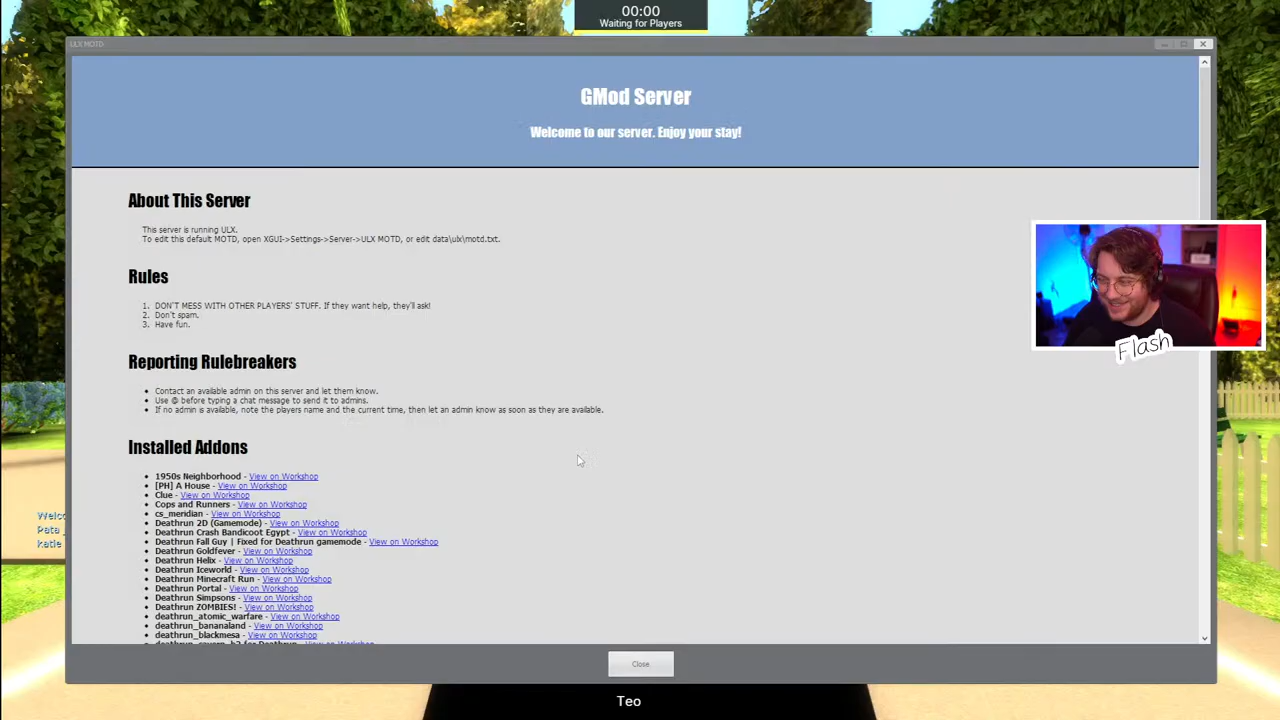 00:00
Waiting for Players
ULX MOTD
GMod Server
Welcome to our server. Enjoy your stay!
About This Server
This server is running ULX.
To edit this default MOTD, open XGUI->Settings->Server->ULX MOTD, or edit data\ulx\motd.txt.
Rules
1. DON'T MESS WITH OTHER PLAYERS' STUFF. If they want help, they'll ask!
2. Don't spam.
3. Have fun.
Flash
Reporting Rulebreakers
• Contact an available admin on this server and let them know.
• Use @ before typing a chat message to send it to admins.
• If no admin is available, note the players name and the current time, then let an admin know as soon as they are available.
Installed Addons
• 1950s Neighborhood - View on Workshop
• [PH] A House - View on Workshop
• Clue - View on Workshop
• Cops and Runners - View on Workshop
• cs_meridian - View on Workshop
• Deathrun 2D (Gamemode) - View on Workshop
• Deathrun Crash Bandicoot Egypt - View on Workshop
• Deathrun Fall Guy | Fixed for Deathrun gamemode - View on Workshop
• Deathrun Goldfever - View on Workshop
• Deathrun Helix - View on Workshop
• Deathrun Iceworld - View on Workshop
• Deathrun Minecraft Run - View on Workshop
• Deathrun Portal - View on Workshop
• Deathrun Simpsons - View on Workshop
• Deathrun ZOMBIES! - View on Workshop
• deathrun_atomic_warfare - View on Workshop
• deathrun_bananaland - View on Workshop
• deathrun_blackmesa - View on Workshop
Welco
Pata
katie
Close
Teo